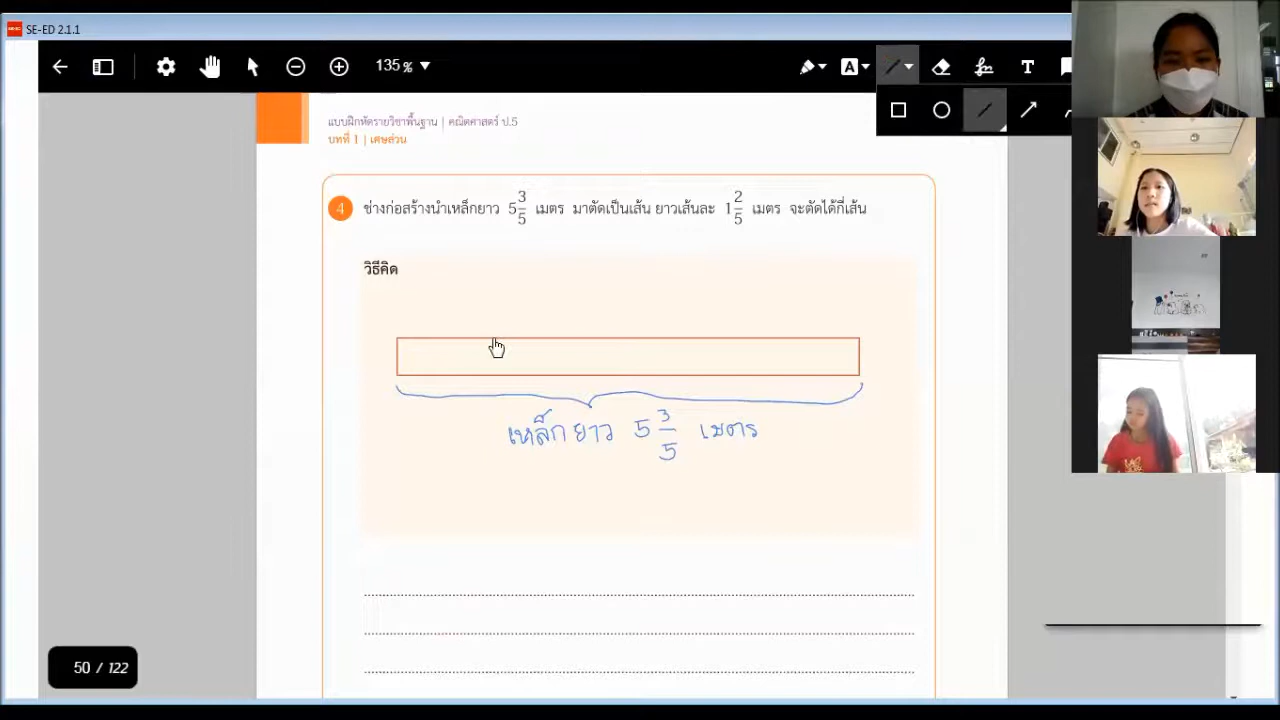 SE-ED 2.1.1
135 %
A
T
แบบฝึกหัดรายวิชาพื้นฐาน | คณิตศาสตร์ ป.5
บทที่ 1 | เศษส่วน
4 ช่างก่อสร้างนำเหล็กยาว 5 3/5 เมตร มาตัดเป็นเส้น ยาวเส้นละ 1 2/5 เมตร จะตัดได้กี่เส้น
วิธีคิด
เหล็กยาว 5 3/5 เมตร
50 / 122